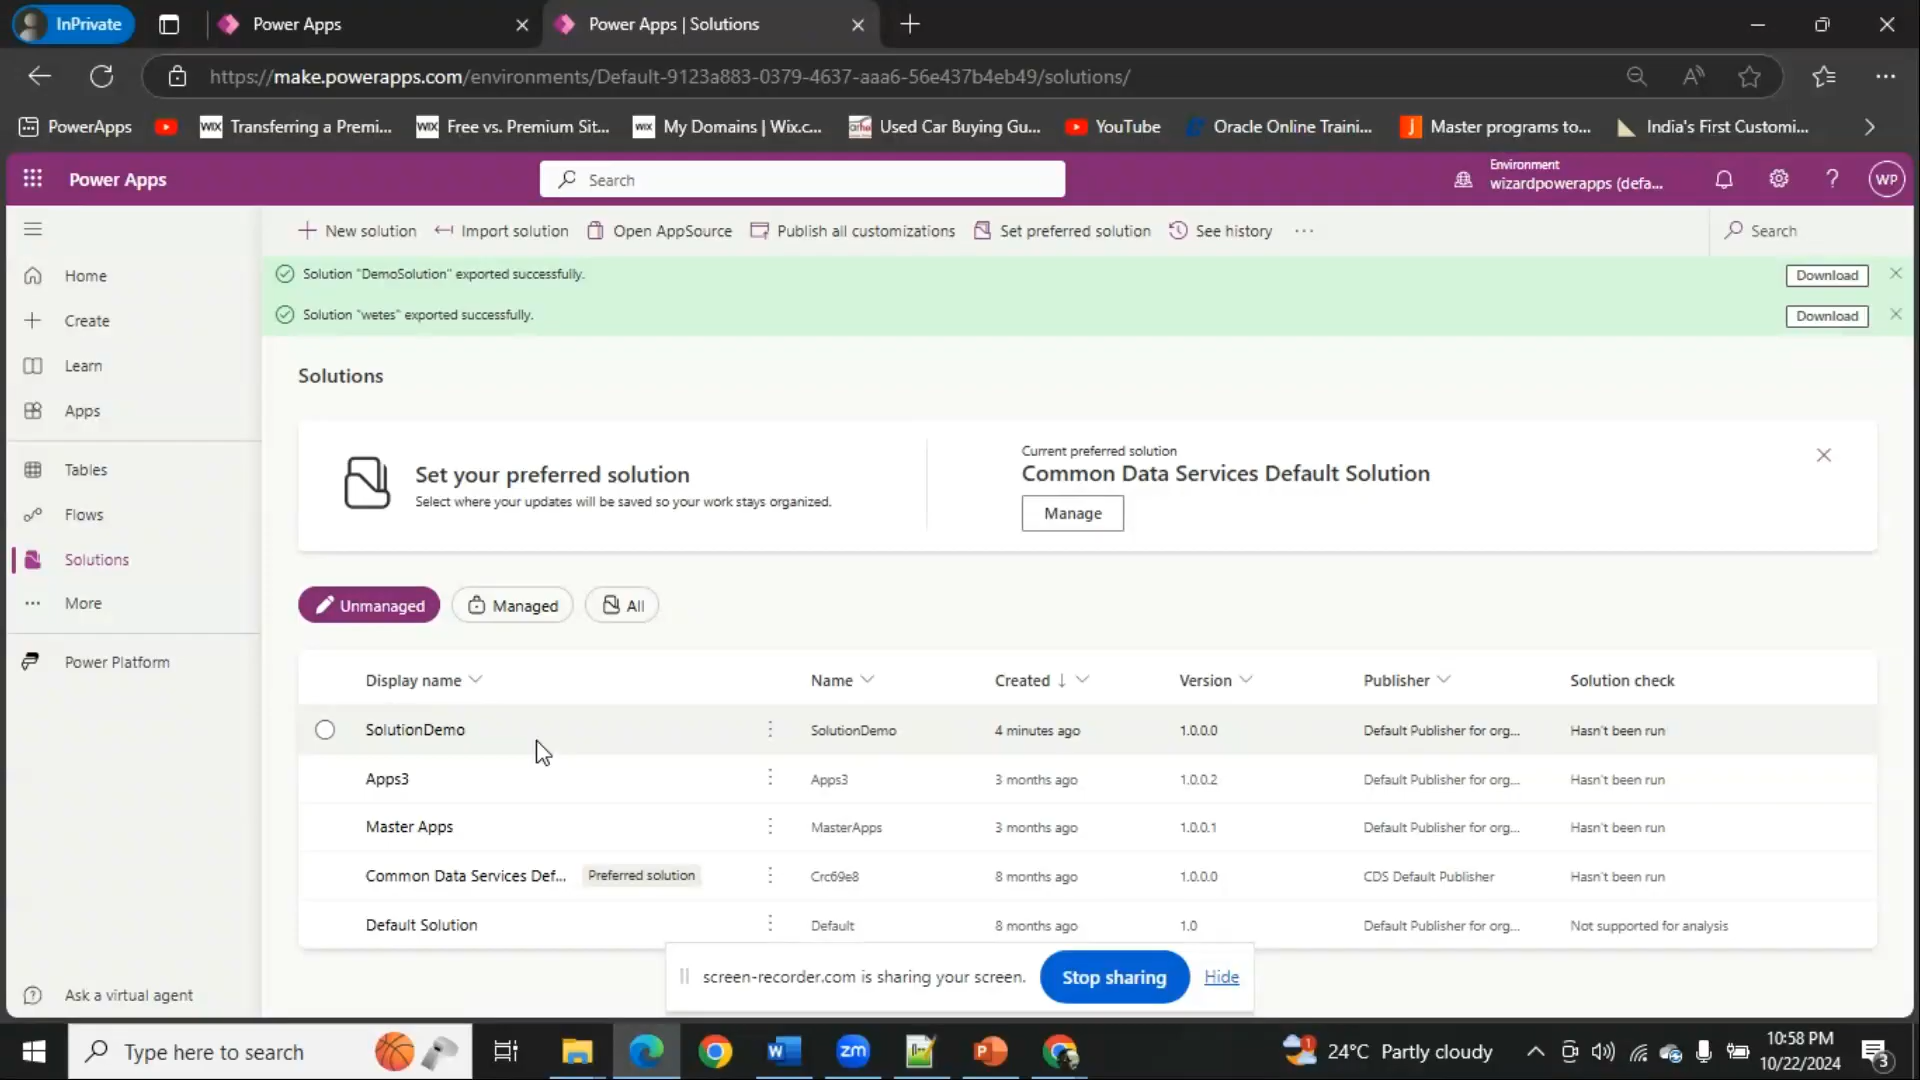 InPrivate
Power Apps
Power Apps | Solutions
https://make.powerapps.com/environments/Default-9123a883-0379-4637-aaa6-56e437b4eb49/solutions/
PowerApps
WIX Transferring a Premi...
WIX Free vs. Premium Sit...
WIX My Domains | Wix.c...
Used Car Buying Gu...
YouTube
Oracle Online Traini...
Master programs to...
India's First Customi...
Power Apps
Search
Environment
wizardpowerapps (defa...
WP
New solution
Import solution
Open AppSource
Publish all customizations
Set preferred solution
See history
Search
Home
Create
Learn
Apps
Tables
Flows
Solutions
More
Power Platform
Ask a virtual agent
Solution "DemoSolution" exported successfully.
Download
Solution "wetes" exported successfully.
Download
Solutions
Set your preferred solution
Select where your updates will be saved so your work stays organized.
Current preferred solution
Common Data Services Default Solution
Manage
Unmanaged
Managed
All
Display name Name Created Version Publisher Solution check
SolutionDemo SolutionDemo 4 minutes ago 1.0.0.0 Default Publisher for org... Hasn't been run
Apps3 Apps3 3 months ago 1.0.0.2 Default Publisher for org... Hasn't been run
Master Apps MasterApps 3 months ago 1.0.0.1 Default Publisher for org... Hasn't been run
Common Data Services Def... Preferred solution Crc69e8 8 months ago 1.0.0.0 CDS Default Publisher Hasn't been run
Default Solution Default 8 months ago 1.0 Default Publisher for org... Not supported for analysis
screen-recorder.com is sharing your screen.
Stop sharing
Hide
Type here to search
W
zm
P
1
24°C Partly cloudy
10:58 PM
10/22/2024
3